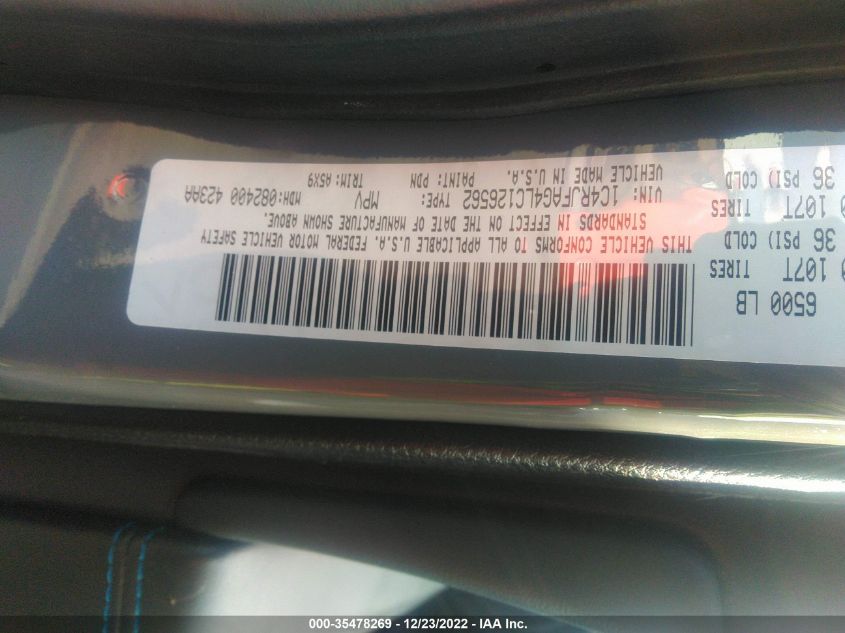 6500 LB
0 107T TIRES
36 PSI) COLD
0 107T TIRES
36 PSI) COLD
THIS VEHICLE CONFORMS TO ALL APPLICABLE U.S.A. FEDERAL MOTOR VEHICLE SAFETY
STANDARDS IN EFFECT ON THE DATE OF MANUFACTURE SHOWN ABOVE.
VIN: 1C4RJFAG4LC126562 TYPE: MPV MDH:082400 423AA
VEHICLE MADE IN U.S.A. PAINT: PDN TRIM:A5X9
000-35478269 - 12/23/2022 - IAA Inc.